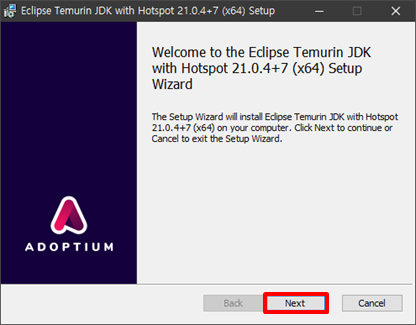 Eclipse Temurin JDK with Hotspot 21.0.4+7 (x64) Setup
Welcome to the Eclipse Temurin JDK
with Hotspot 21.0.4+7 (x64) Setup
Wizard
The Setup Wizard will install Eclipse Temurin JDK with Hotspot
21.0.4+7 (x64) on your computer. Click Next to continue or
Cancel to exit the Setup Wizard.
ADOPTIUM
Back
Next
Cancel